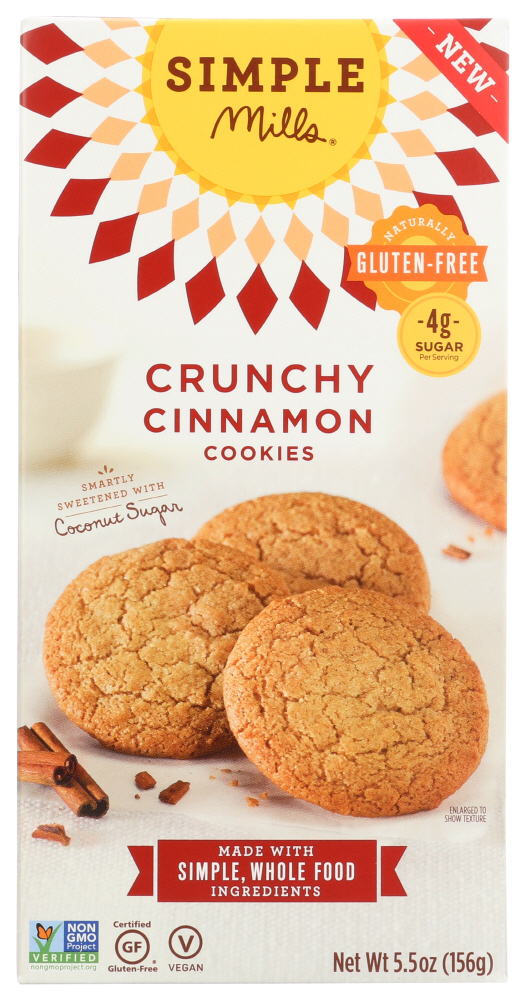 SIMPLE
Mills®
-NEW-
NATURALLY
GLUTEN-FREE
-4g-
SUGAR
Per Serving
CRUNCHY
CINNAMON
COOKIES
SMARTLY
SWEETENED WITH
Coconut Sugar
ENLARGED TO
SHOW TEXTURE
MADE WITH
SIMPLE, WHOLE FOOD
INGREDIENTS
NON
GMO
Project
VERIFIED
nongmoproject.org
Certified
GF
Gluten-Free
V
VEGAN
Net Wt 5.5oz (156g)